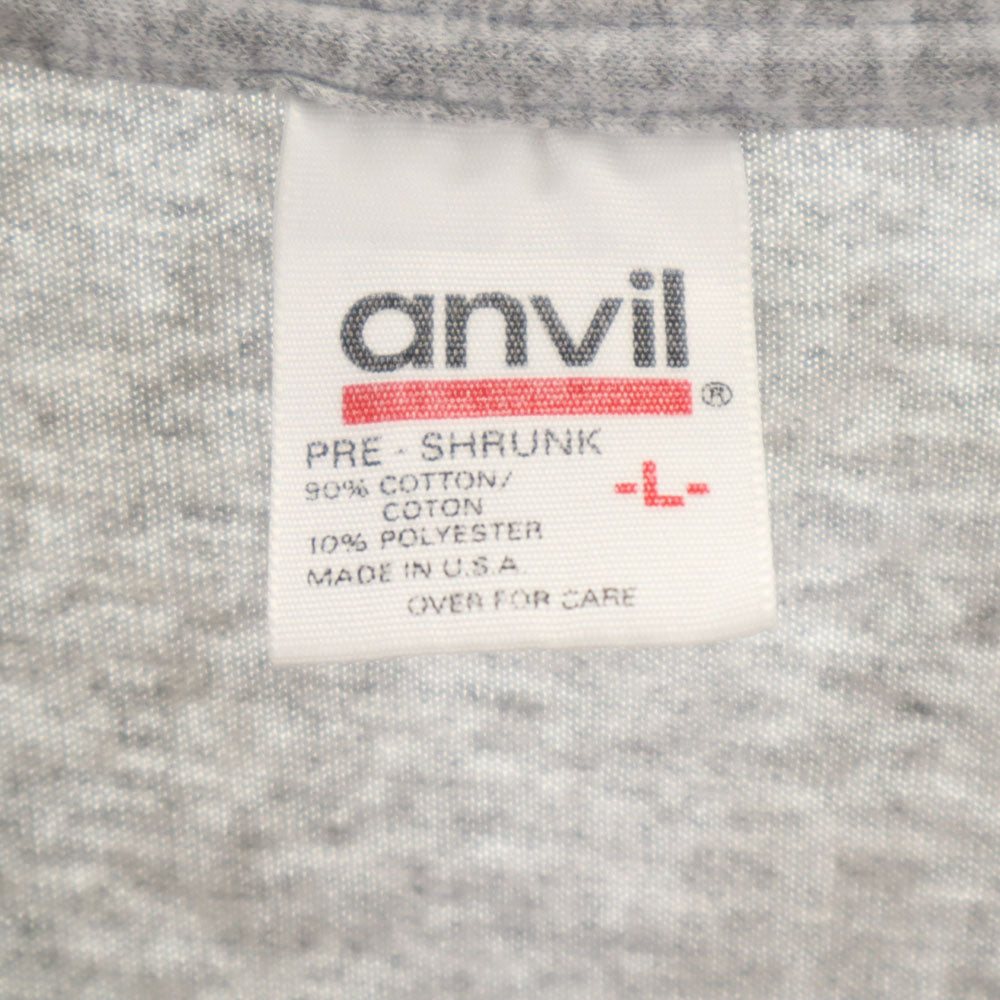 anvil®
PRE - SHRUNK
90% COTTON/
COTON
-L-
10% POLYESTER
MADE IN U.S.A.
OVER FOR CARE